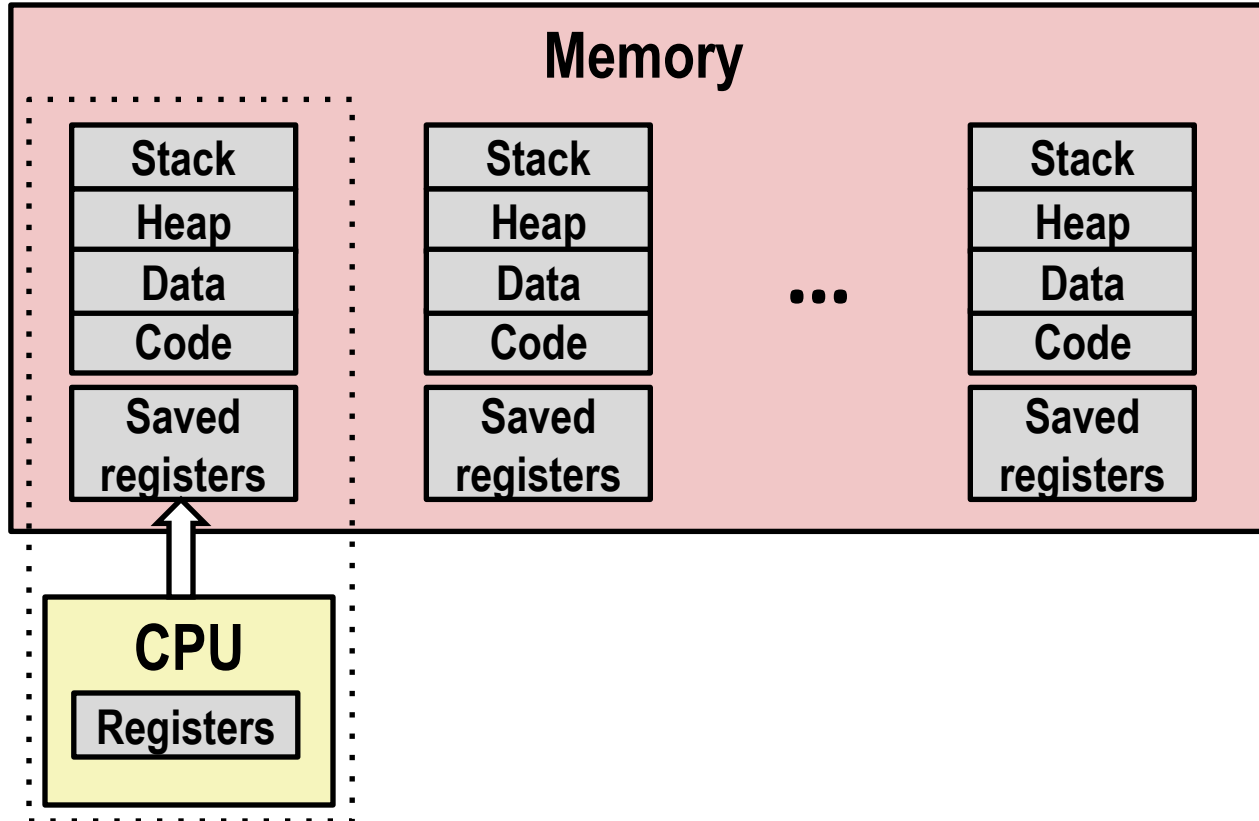 Memory
Stack
Heap
Data
Code
Saved
registers
Stack
Heap
Data
Code
Saved
registers
...
Stack
Heap
Data
Code
Saved
registers
CPU
Registers